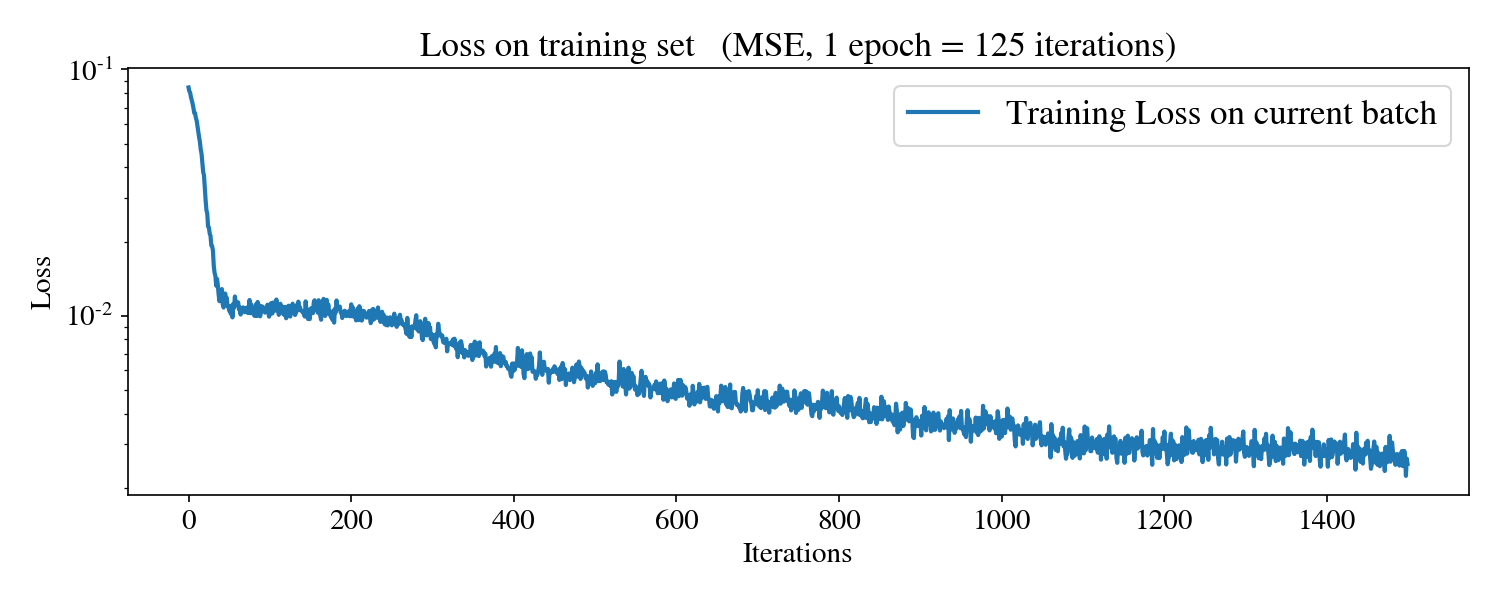 Loss on training set (MSE, 1 epoch = 125 iterations)
10⁻¹
Training Loss on current batch
Loss
10⁻²
0 200 400 600 800 1000 1200 1400
Iterations